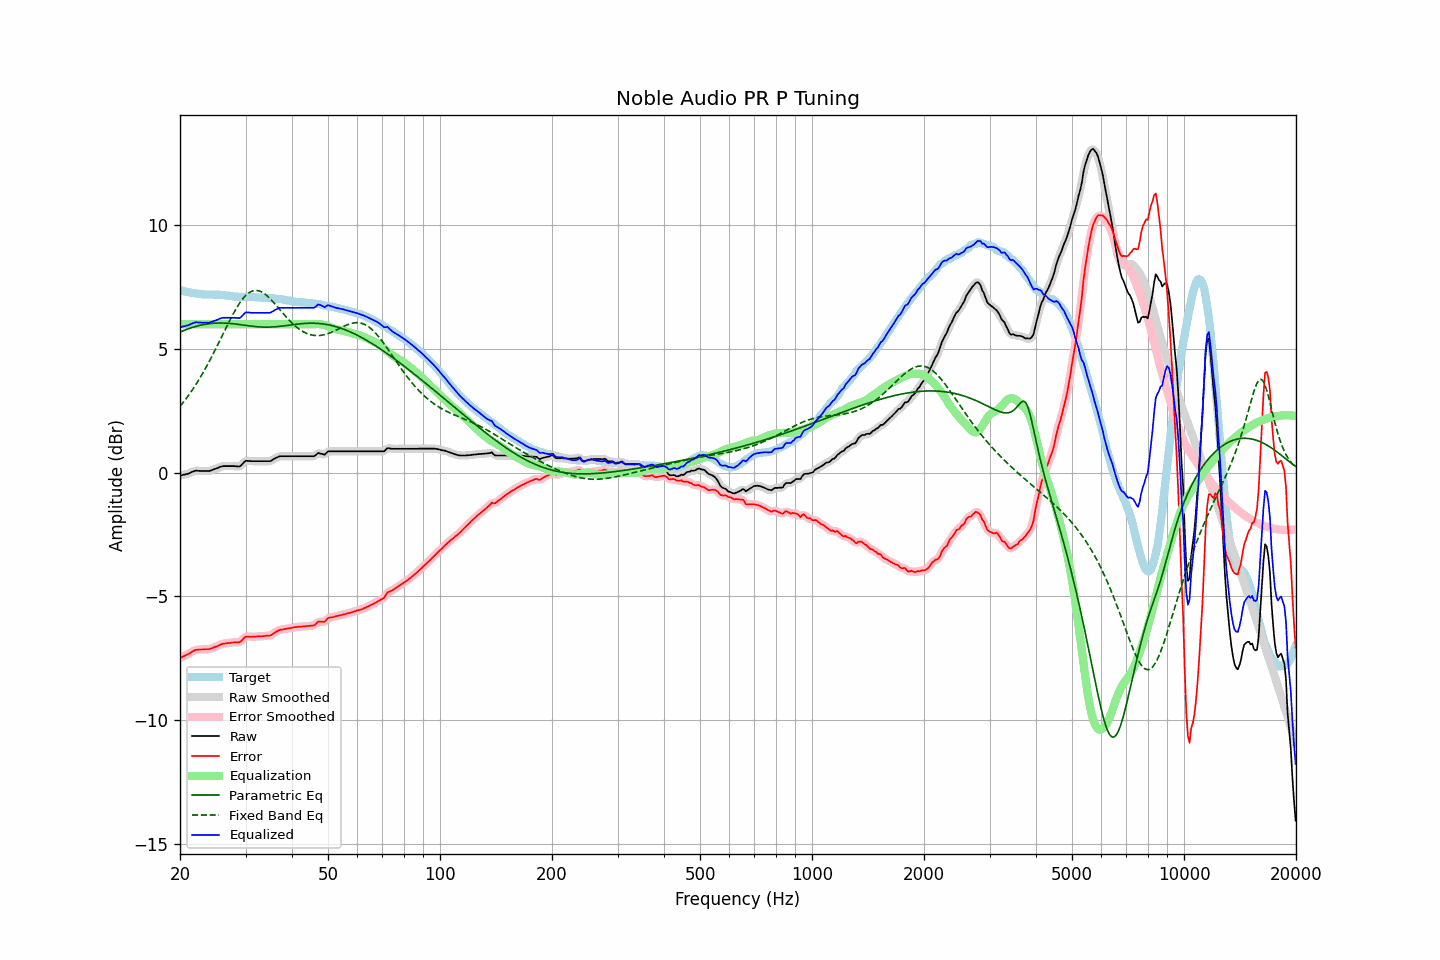 Noble Audio PR P Tuning
Amplitude (dBr)
10
5
0
−5
−10
−15
Target
Raw Smoothed
Error Smoothed
Raw
Error
Equalization
Parametric Eq
Fixed Band Eq
Equalized
20 50 100 200 500 1000 2000 5000 10000 20000
Frequency (Hz)